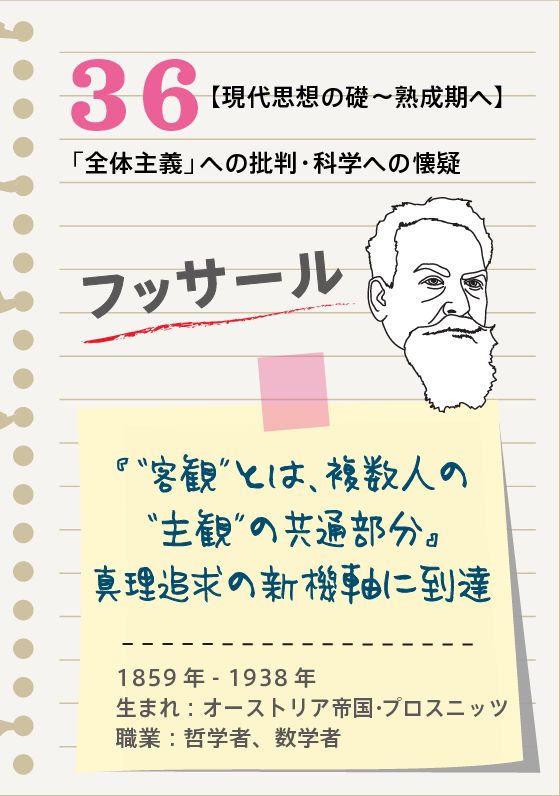 36【現代思想の礎～熟成期へ】
「全体主義」への批判・科学への懐疑
フッサール
『“客観”とは、複数人の
“主観”の共通部分』
真理追求の新機軸に到達
1859年-1938年
生まれ：オーストリア帝国・プロスニッツ
職業：哲学者、数学者